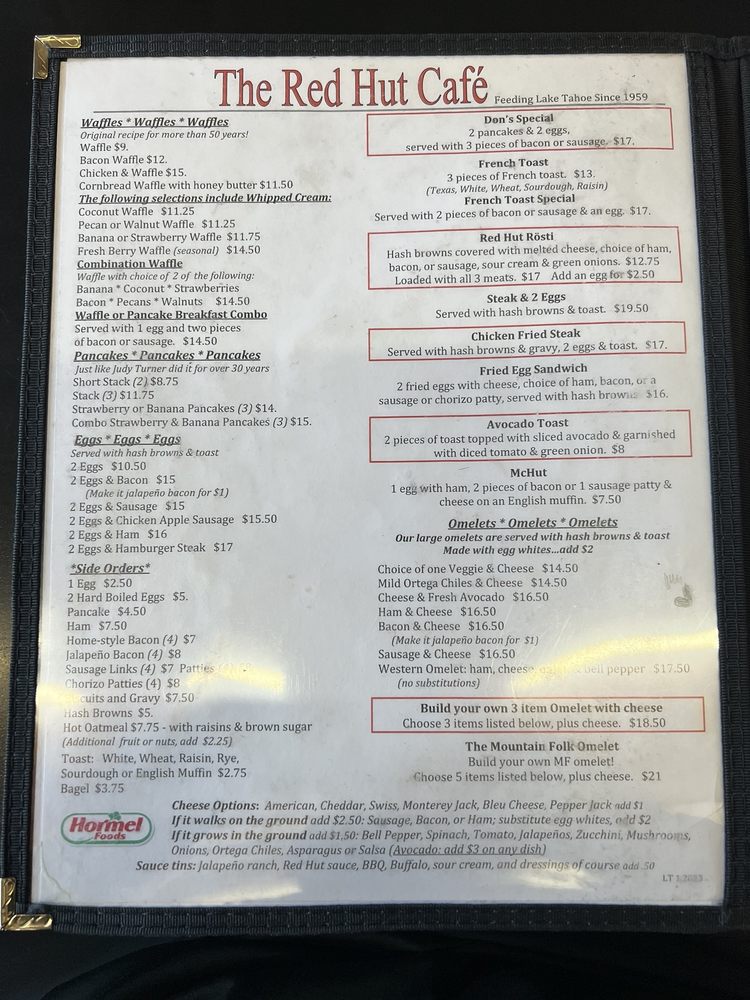 The Red Hut Café Feeding Lake Tahoe Since 1959
Waffles * Waffles * Waffles
Original recipe for more than 50 years!
Waffle $9.
Bacon Waffle $12.
Chicken & Waffle $15.
Cornbread Waffle with honey butter $11.50
The following selections include Whipped Cream:
Coconut Waffle $11.25
Pecan or Walnut Waffle $11.25
Banana or Strawberry Waffle $11.75
Fresh Berry Waffle (seasonal) $14.50
Combination Waffle
Waffle with choice of 2 of the following:
Banana * Coconut * Strawberries
Bacon * Pecans * Walnuts $14.50
Waffle or Pancake Breakfast Combo
Served with 1 egg and two pieces
of bacon or sausage. $14.50
Pancakes * Pancakes * Pancakes
Just like Judy Turner did it for over 30 years
Short Stack (2) $8.75
Stack (3) $11.75
Strawberry or Banana Pancakes (3) $14.
Combo Strawberry & Banana Pancakes (3) $15.
Eggs * Eggs * Eggs
Served with hash browns & toast
2 Eggs $10.50
2 Eggs & Bacon $15
(Make it jalapeño bacon for $1)
2 Eggs & Sausage $15
2 Eggs & Chicken Apple Sausage $15.50
2 Eggs & Ham $16
2 Eggs & Hamburger Steak $17
*Side Orders*
1 Egg $2.50
2 Hard Boiled Eggs $5.
Pancake $4.50
Ham $7.50
Home-style Bacon (4) $7
Jalapeño Bacon (4) $8
Sausage Links (4) $7 Patties
Chorizo Patties (4) $8
Biscuits and Gravy $7.50
Hash Browns $5.
Hot Oatmeal $7.75 - with raisins & brown sugar
(Additional fruit or nuts, add $2.25)
Toast: White, Wheat, Raisin, Rye,
Sourdough or English Muffin $2.75
Bagel $3.75
Don's Special
2 pancakes & 2 eggs,
served with 3 pieces of bacon or sausage. $17.
French Toast
3 pieces of French toast. $13.
(Texas, White, Wheat, Sourdough, Raisin)
French Toast Special
Served with 2 pieces of bacon or sausage & an egg. $17.
Red Hut Rösti
Hash browns covered with melted cheese, choice of ham,
bacon, or sausage, sour cream & green onions. $12.75
Loaded with all 3 meats. $17 Add an egg for $2.50
Steak & 2 Eggs
Served with hash browns & toast. $19.50
Chicken Fried Steak
Served with hash browns & gravy, 2 eggs & toast. $17.
Fried Egg Sandwich
2 fried eggs with cheese, choice of ham, bacon, or a
sausage or chorizo patty, served with hash browns $16.
Avocado Toast
2 pieces of toast topped with sliced avocado & garnished
with diced tomato & green onion. $8
McHut
1 egg with ham, 2 pieces of bacon or 1 sausage patty &
cheese on an English muffin. $7.50
Omelets * Omelets * Omelets
Our large omelets are served with hash browns & toast
Made with egg whites...add $2
Choice of one Veggie & Cheese $14.50
Mild Ortega Chiles & Cheese $14.50
Cheese & Fresh Avocado $16.50
Ham & Cheese $16.50
Bacon & Cheese $16.50
(Make it jalapeño bacon for $1)
Sausage & Cheese $16.50
Western Omelet: ham, cheese, & bell pepper $17.50
(no substitutions)
Build your own 3 item Omelet with cheese
Choose 3 items listed below, plus cheese. $18.50
The Mountain Folk Omelet
Build your own MF omelet!
Choose 5 items listed below, plus cheese. $21
Hormel
Foods
Cheese Options: American, Cheddar, Swiss, Monterey Jack, Bleu Cheese, Pepper Jack add $1
If it walks on the ground add $2.50: Sausage, Bacon, or Ham; substitute egg whites, add $2
If it grows in the ground add $1.50: Bell Pepper, Spinach, Tomato, Jalapeños, Zucchini, Mushrooms,
Onions, Ortega Chiles, Asparagus or Salsa (Avocado: add $3 on any dish)
Sauce tins: Jalapeño ranch, Red Hut sauce, BBQ, Buffalo, sour cream, and dressings of course add .50
LT